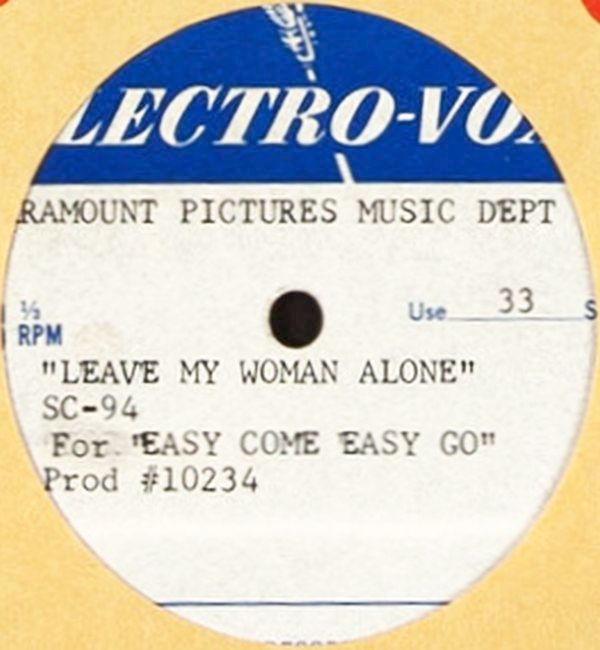 LECTRO-VO
RAMOUNT PICTURES MUSIC DEPT
Use 33 S
⅓
RPM
"LEAVE MY WOMAN ALONE"
SC-94
For "EASY COME EASY GO"
Prod #10234